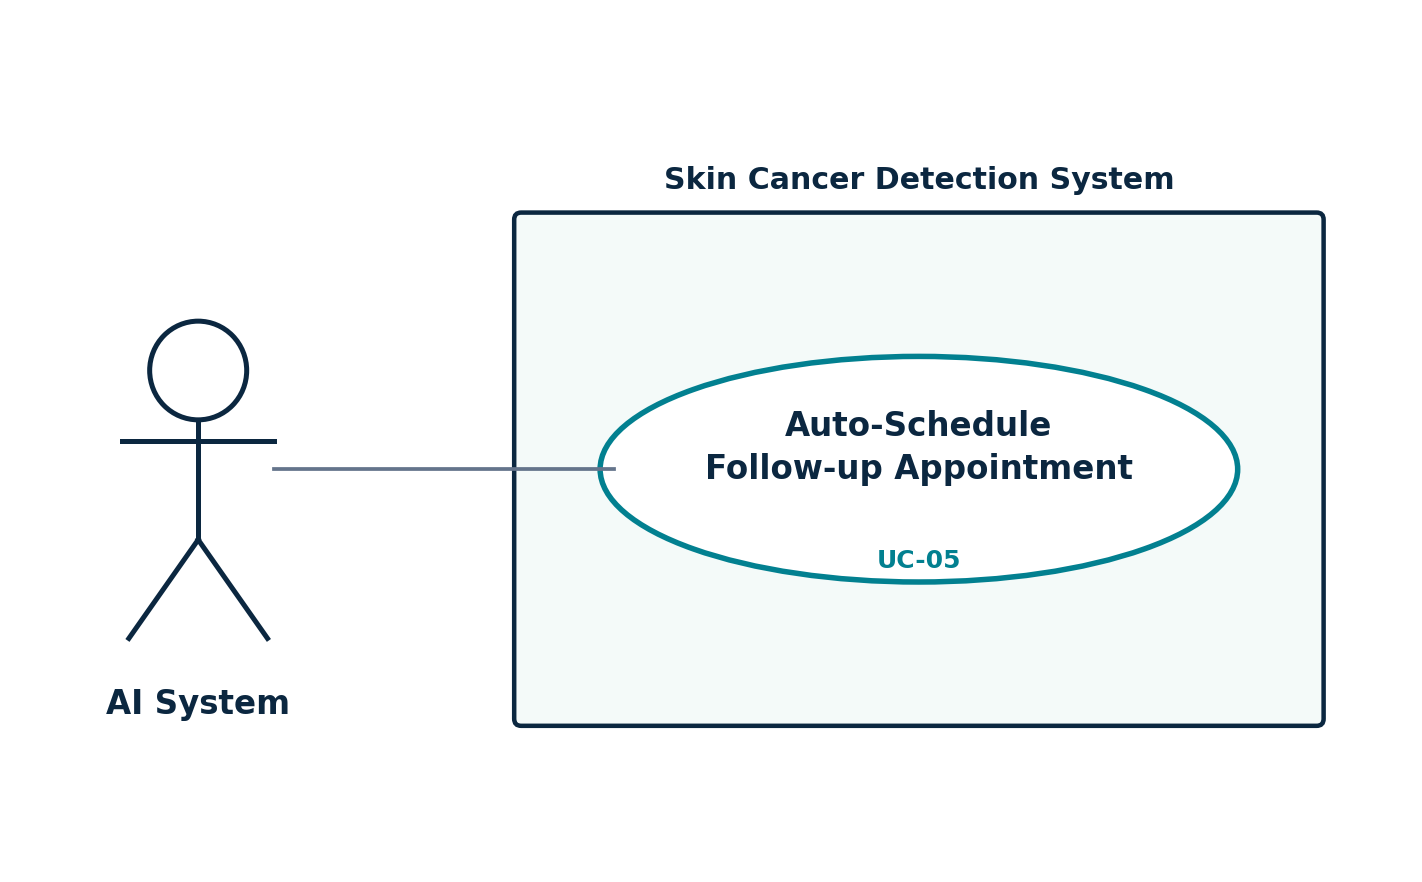 Skin Cancer Detection System
Auto-Schedule
Follow-up Appointment
UC-05
AI System